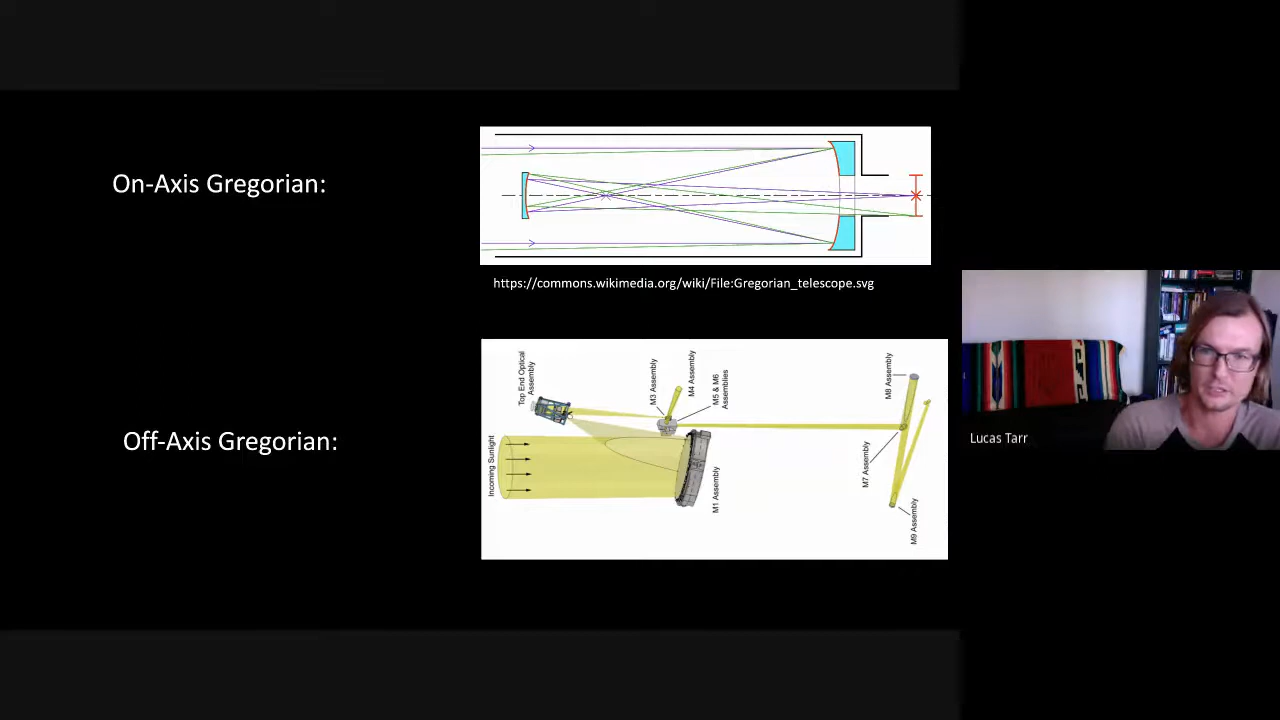 On-Axis Gregorian:
https://commons.wikimedia.org/wiki/File:Gregorian_telescope.svg
Off-Axis Gregorian:
Incoming Sunlight
Top End Optical
Assembly
M3 Assembly
M4 Assembly
M5 & M6
Assemblies
M1 Assembly
M7 Assembly
M8 Assembly
M9 Assembly
Lucas Tarr